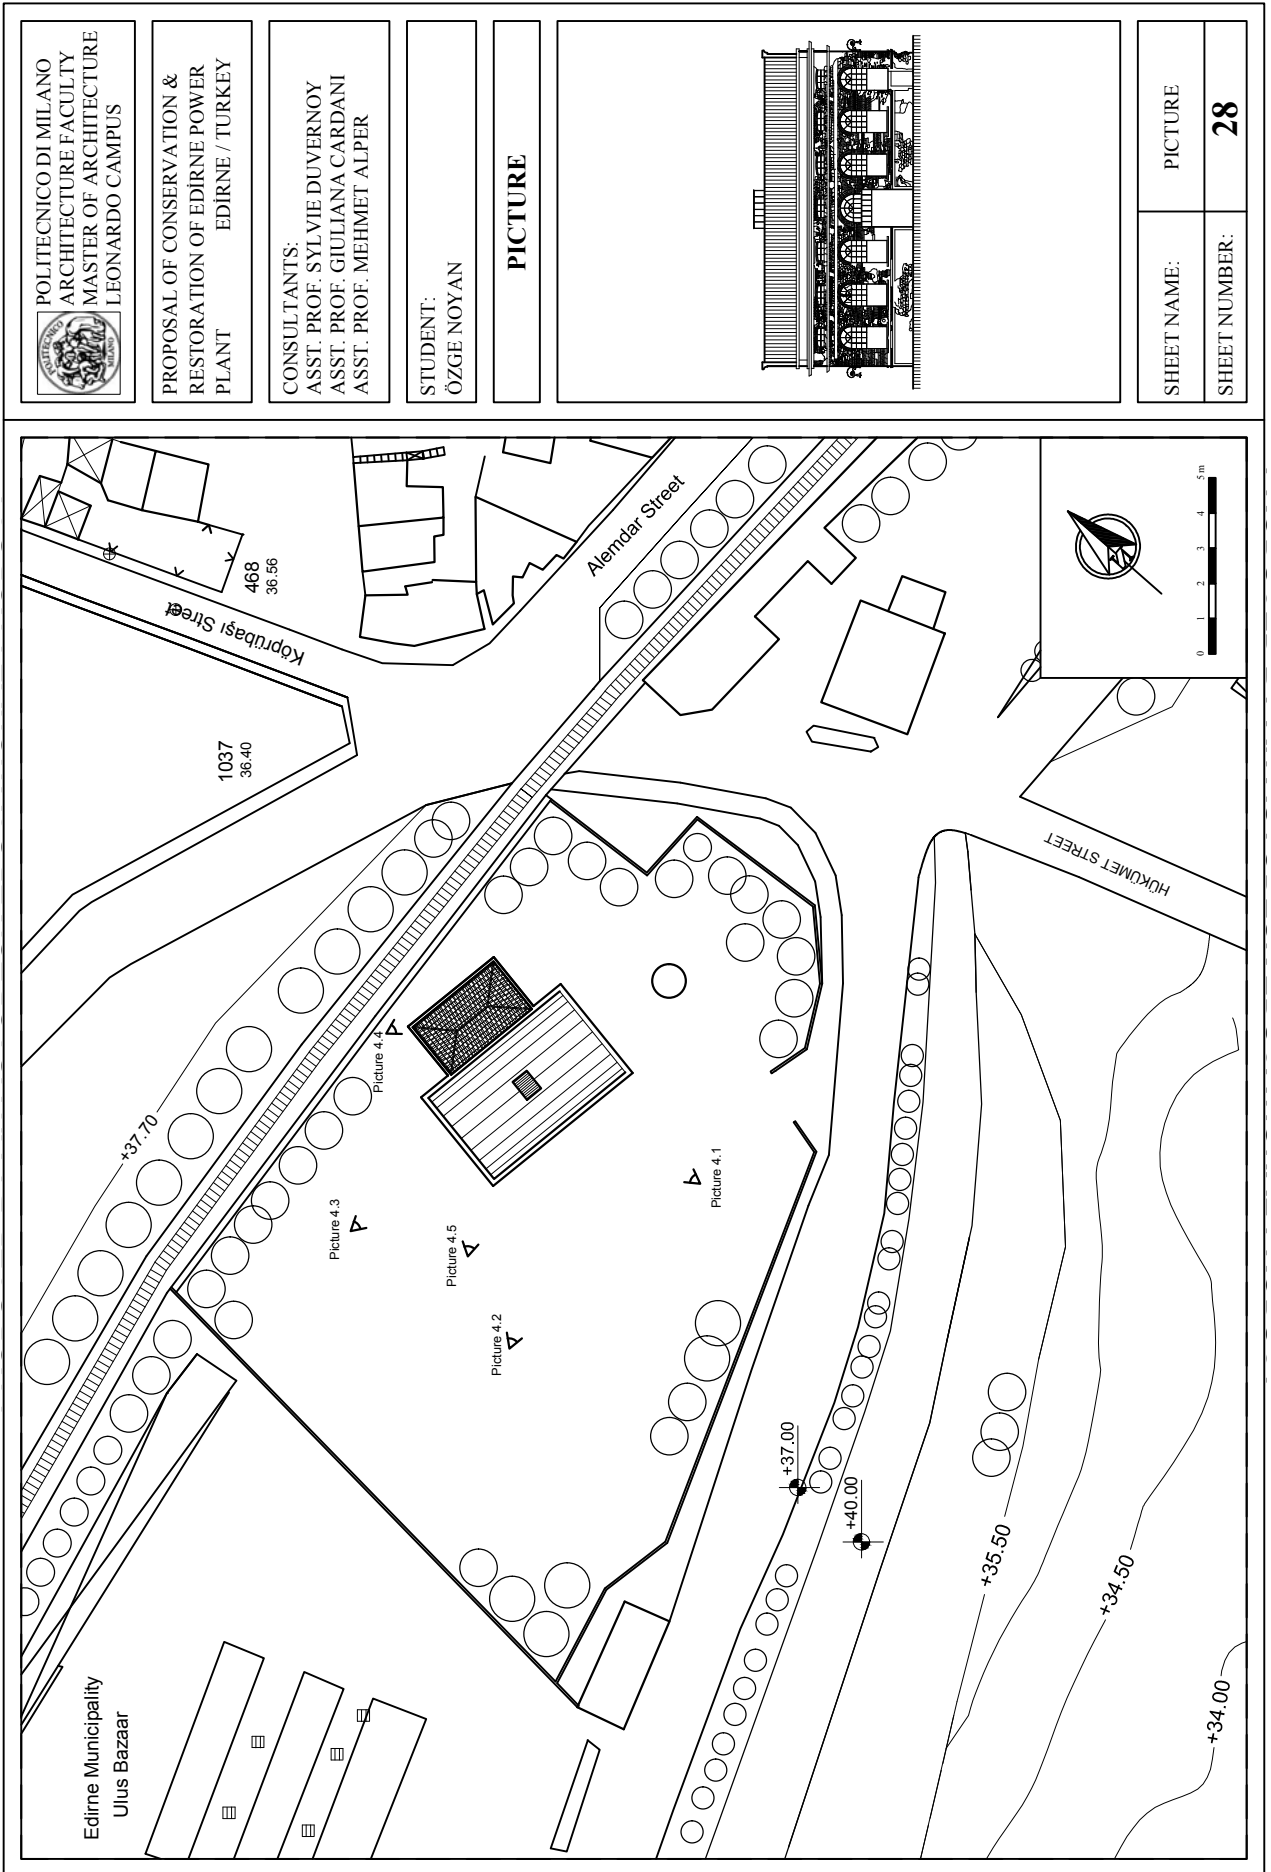 POLITECNICO DI MILANO
ARCHITECTURE FACULTY
MASTER OF ARCHITECTURE
LEONARDO CAMPUS
POLITECNICO
MILANO
PROPOSAL OF CONSERVATION &
RESTORATION OF EDİRNE POWER
PLANT EDİRNE / TURKEY
CONSULTANTS:
ASST. PROF. SYLVIE DUVERNOY
ASST. PROF. GIULIANA CARDANI
ASST. PROF. MEHMET ALPER
STUDENT:
ÖZGE NOYAN
PICTURE
SHEET NAME:
PICTURE
SHEET NUMBER:
28
Edirne Municipality
Ulus Bazaar
+37.70
1037
36.40
468
36.56
Köprübaşı Street
Alemdar Street
Picture 4.4
Picture 4.3
Picture 4.5
Picture 4.2
Picture 4.1
+37.00
+40.00
+35.50
+34.50
+34.00
HÜKÜMET STREET
0 1 2 3 4 5 m